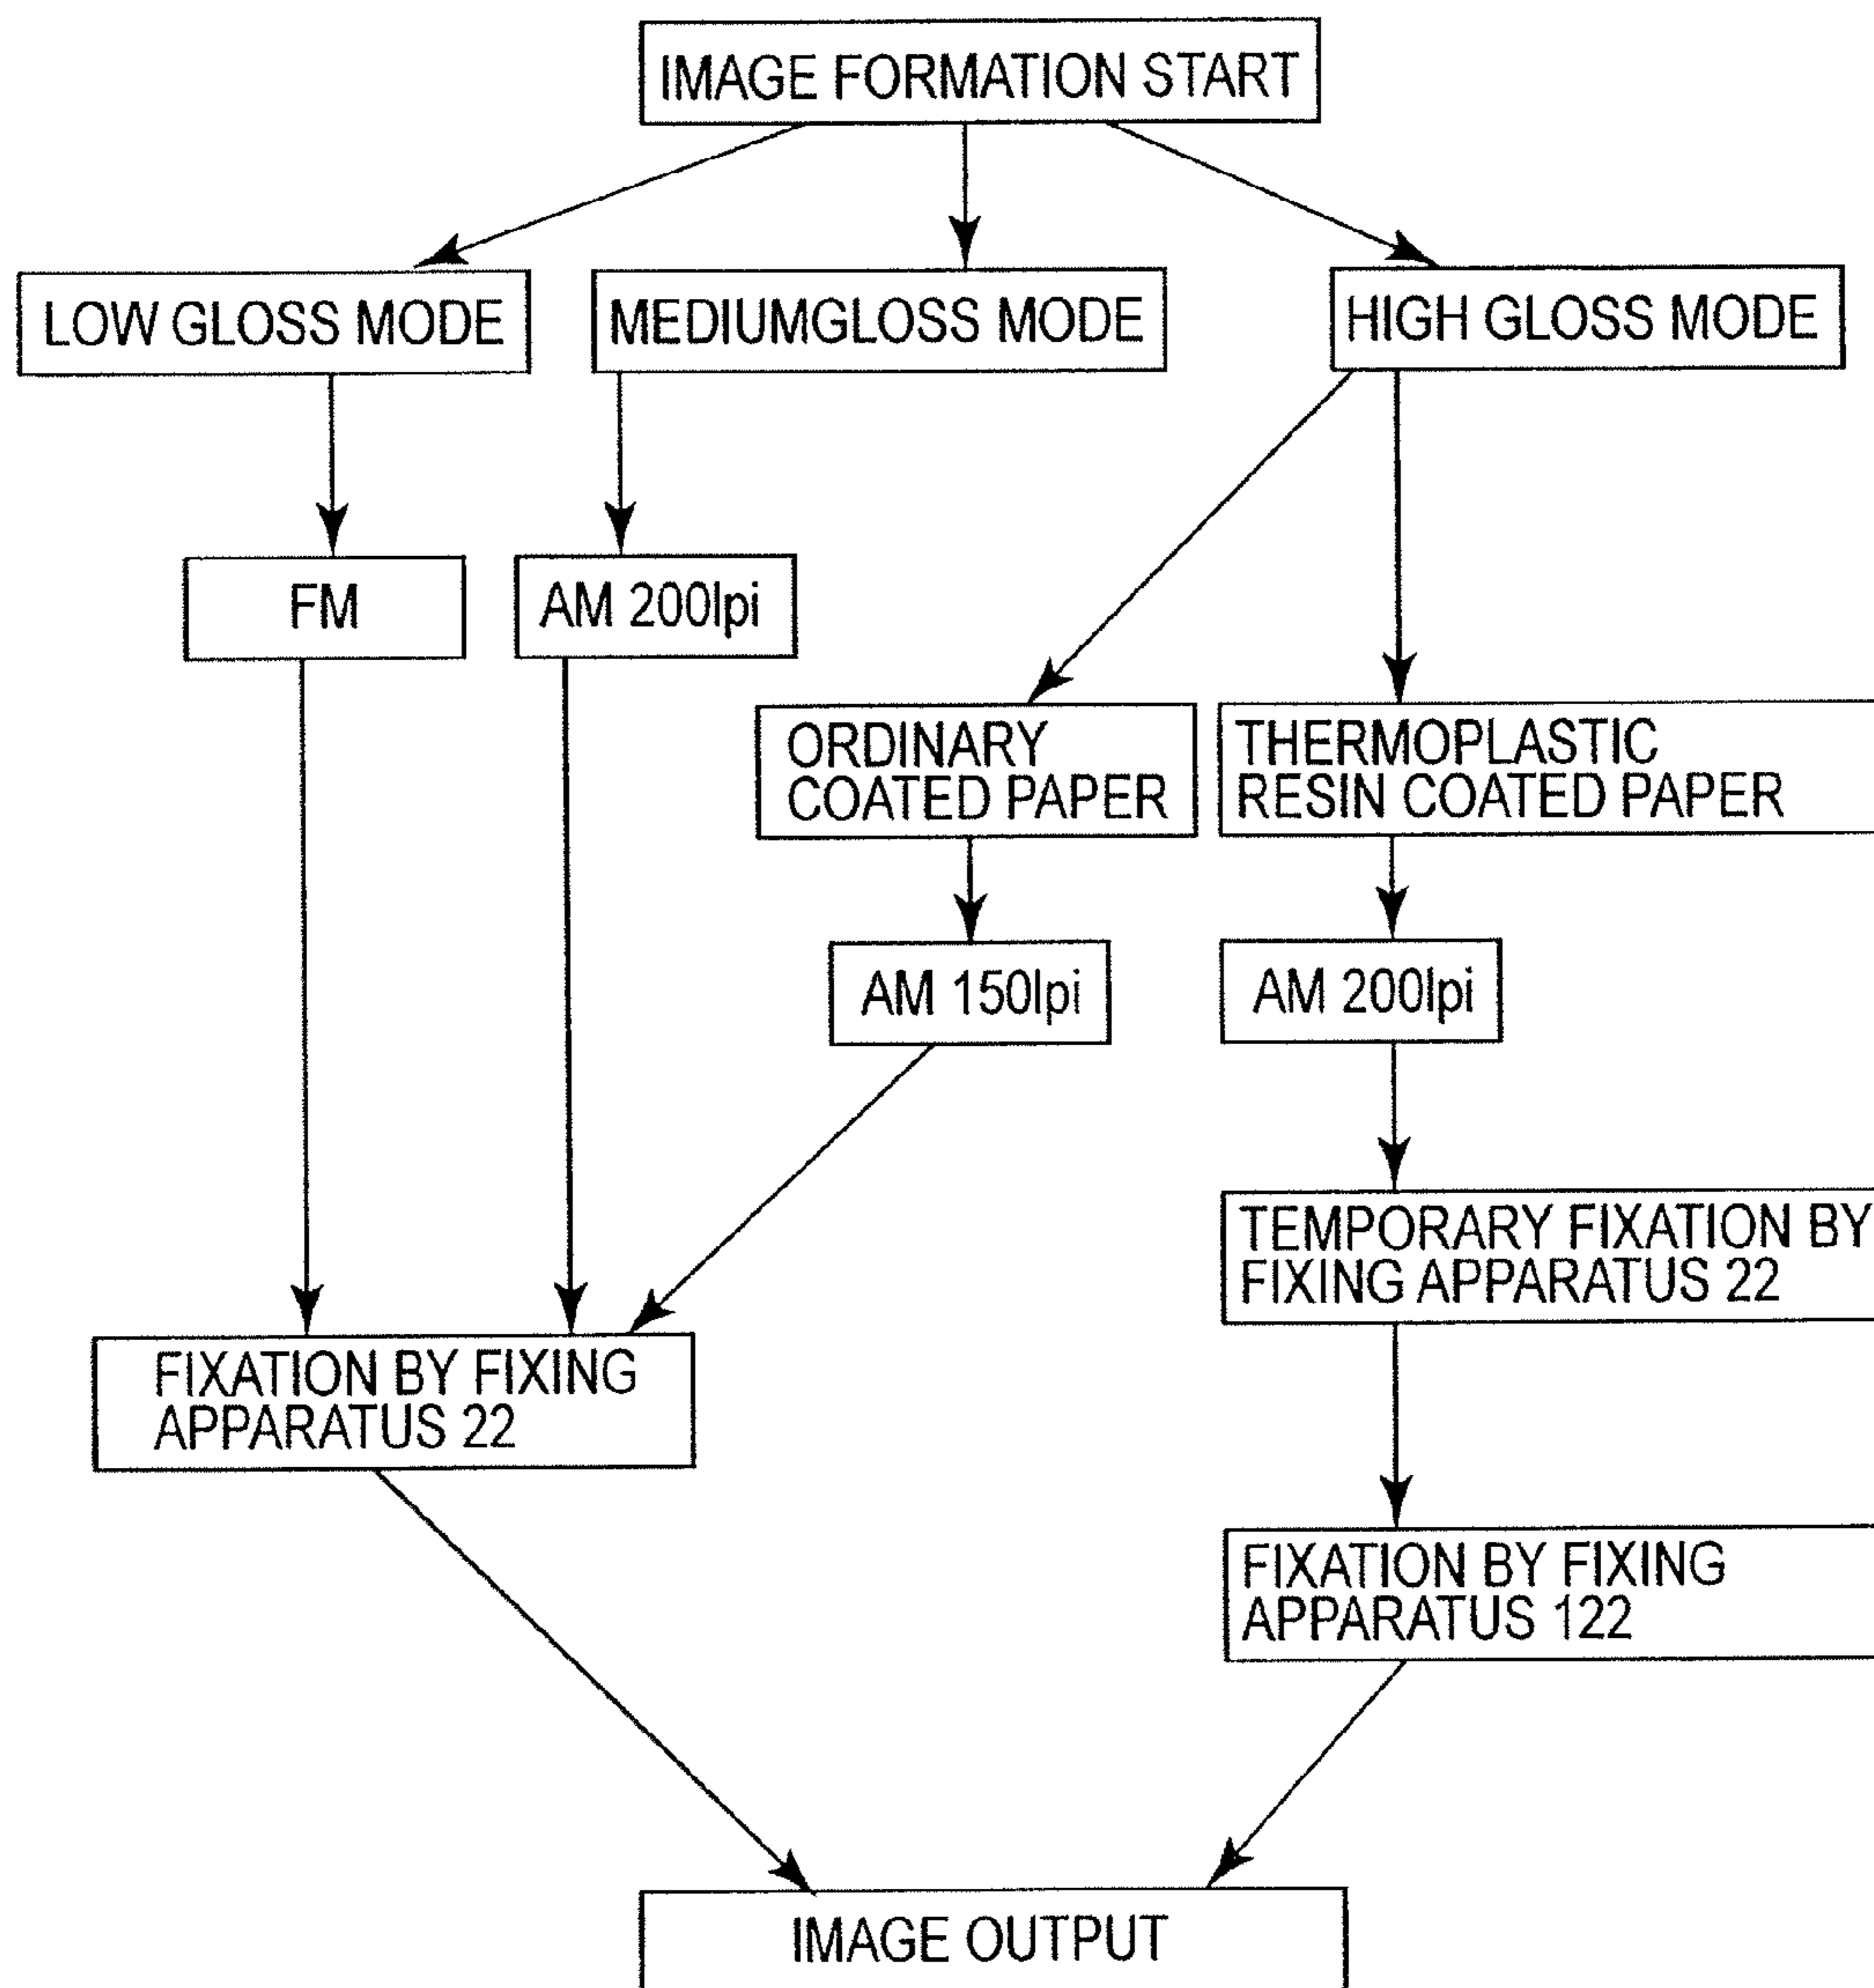 IMAGE FORMATION START
LOW GLOSS MODE
MEDIUMGLOSS MODE
HIGH GLOSS MODE
FM
AM 200lpi
ORDINARY
COATED PAPER
THERMOPLASTIC
RESIN COATED PAPER
AM 150lpi
AM 200lpi
TEMPORARY FIXATION BY
FIXING APPARATUS 22
FIXATION BY FIXING
APPARATUS 22
FIXATION BY FIXING
APPARATUS 122
IMAGE OUTPUT